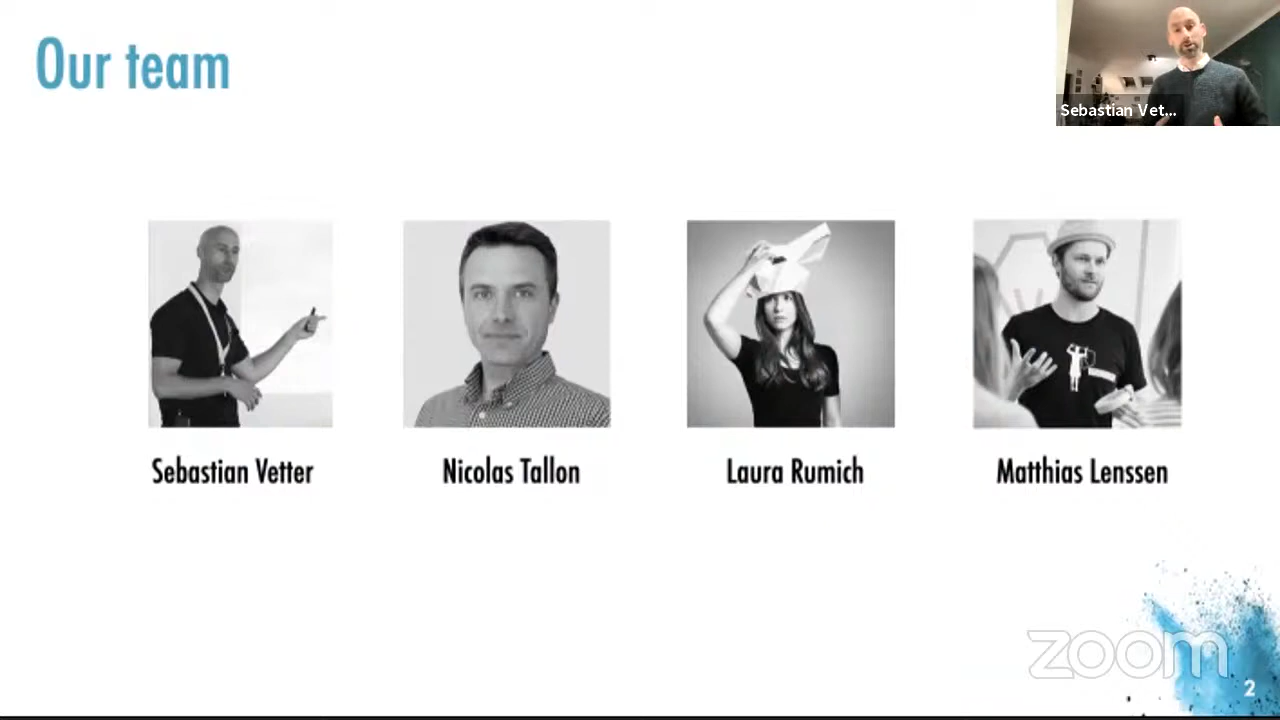 Our team
Sebastian Vet...
Sebastian Vetter
Nicolas Tallon
Laura Rumich
Matthias Lenssen
zoom
2